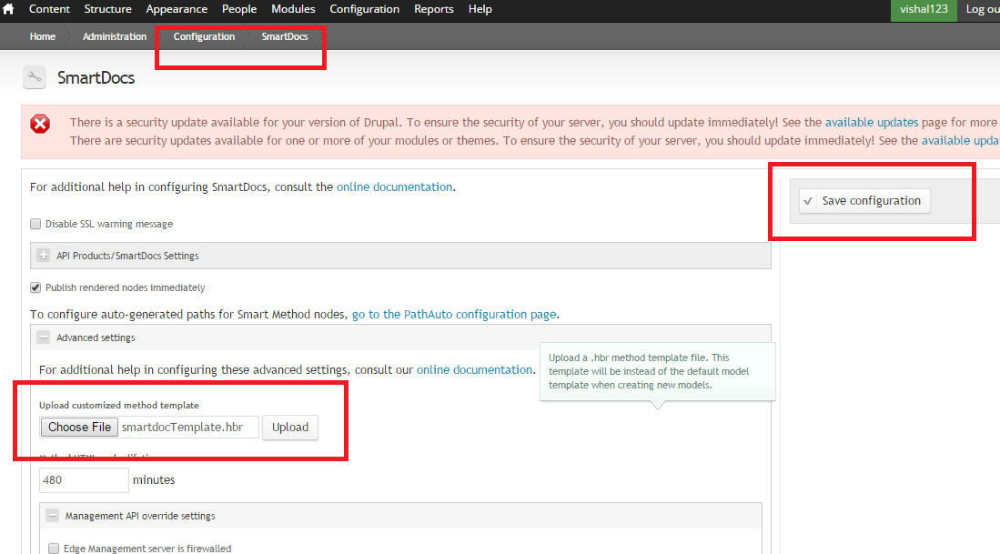 Content Structure Appearance People Modules Configuration Reports Help vishal123 Log ou
Home Administration Configuration SmartDocs
SmartDocs
There is a security update available for your version of Drupal. To ensure the security of your server, you should update immediately! See the available updates page for more
There are security updates available for one or more of your modules or themes. To ensure the security of your server, you should update immediately! See the available upda
For additional help in configuring SmartDocs, consult the online documentation.
Save configuration
Disable SSL warning message
API Products/SmartDocs Settings
Publish rendered nodes immediately
To configure auto-generated paths for Smart Method nodes, go to the PathAuto configuration page.
Advanced settings
Upload a .hbr method template file. This
template will be instead of the default model
template when creating new models.
For additional help in configuring these advanced settings, consult our online documentation.
Upload customized method template
Choose File smartdocTemplate.hbr Upload
480 minutes
Management API override settings
Edge Management server is firewalled